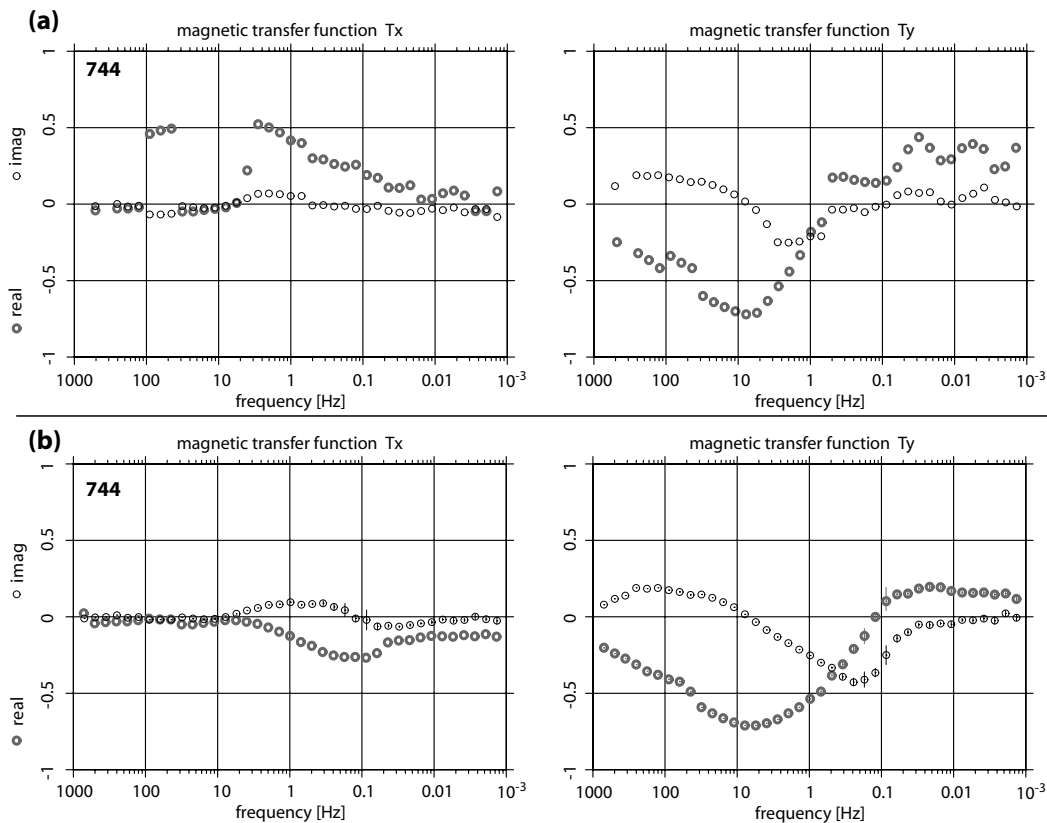 (a)
magnetic transfer function Tx
magnetic transfer function Ty
744
1
0.5
0
-0.5
-1
imag
real
1000 100 10 1 0.1 0.01 10-3
frequency [Hz]
1
0.5
0
-0.5
-1
1000 100 10 1 0.1 0.01 10-3
frequency [Hz]
(b)
magnetic transfer function Tx
magnetic transfer function Ty
744
1
0.5
0
-0.5
-1
imag
real
1000 100 10 1 0.1 0.01 10-3
frequency [Hz]
1
0.5
0
-0.5
-1
1000 100 10 1 0.1 0.01 10-3
frequency [Hz]